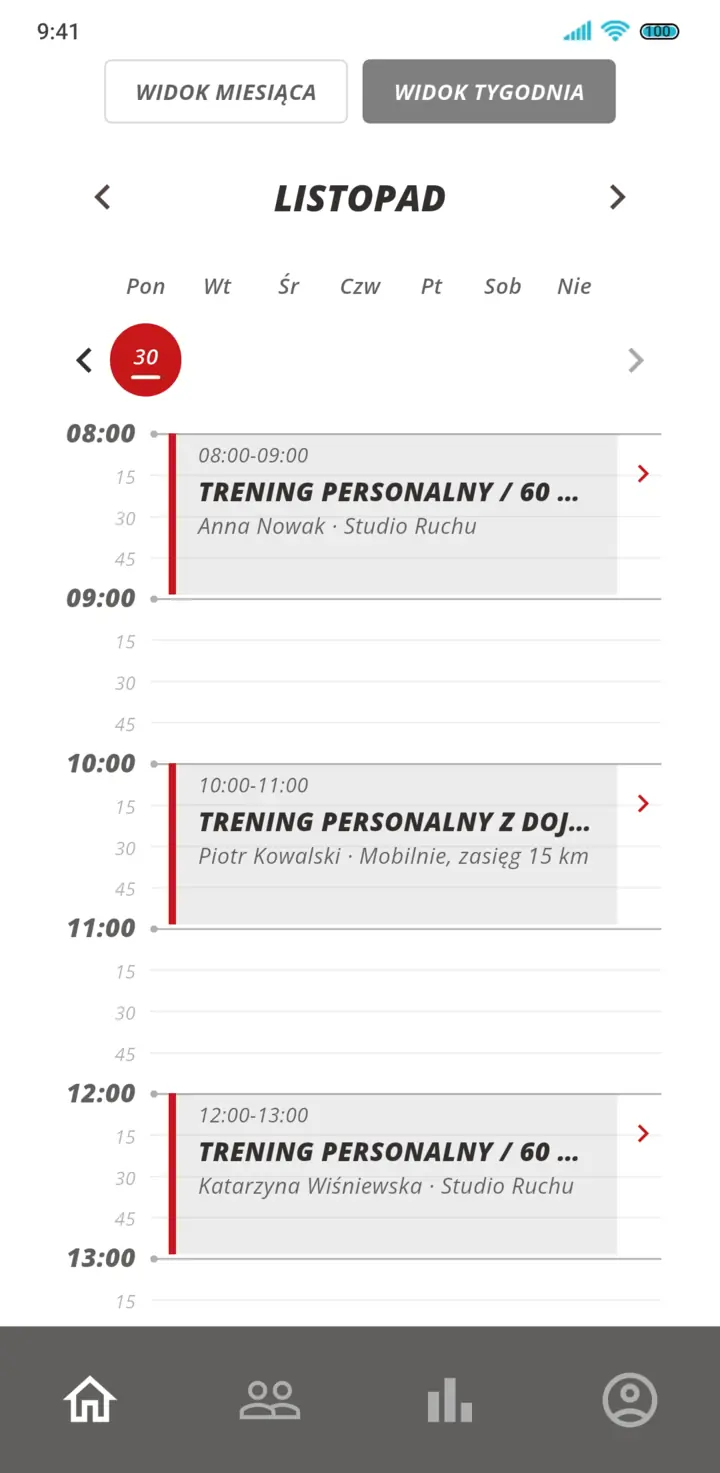 9:41
100
WIDOK MIESIĄCA
WIDOK TYGODNIA
LISTOPAD
Pon Wt Śr Czw Pt Sob Nie
30
08:00
08:00-09:00
15
TRENING PERSONALNY / 60 ...
30
Anna Nowak · Studio Ruchu
45
09:00
15
30
45
10:00
10:00-11:00
15
TRENING PERSONALNY Z DOJ...
30
Piotr Kowalski · Mobilnie, zasięg 15 km
45
11:00
15
30
45
12:00
12:00-13:00
15
TRENING PERSONALNY / 60 ...
30
Katarzyna Wiśniewska · Studio Ruchu
45
13:00
15